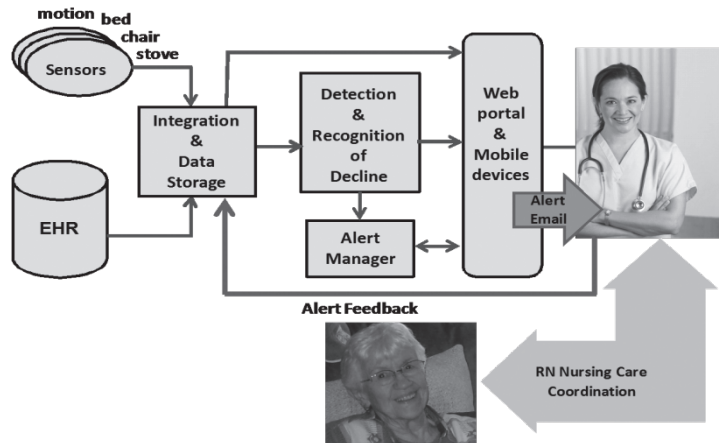 motion
bed
chair
stove
Sensors
Integration
&
Data
Storage
EHR
Detection
&
Recognition
of
Decline
Alert
Manager
Web
portal
&
Mobile
devices
Alert
Email
Alert Feedback
RN Nursing Care
Coordination